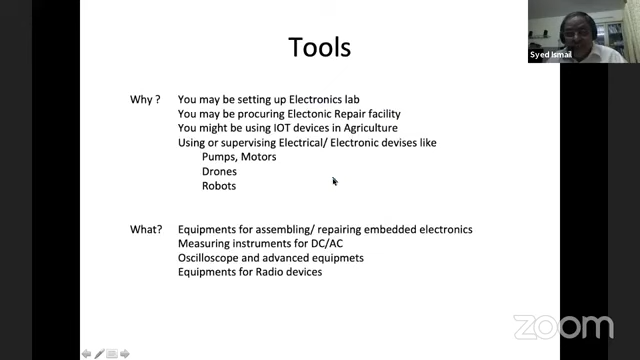 Syed Ismail
Tools
Why ? You may be setting up Electronics lab
You may be procuring Electonic Repair facility
You might be using IOT devices in Agriculture
Using or supervising Electrical/ Electronic devises like
Pumps, Motors
Drones
Robots
What? Equipments for assembling/ repairing embedded electronics
Measuring instruments for DC/AC
Oscilloscope and advanced equipmets
Equipments for Radio devices
zoom